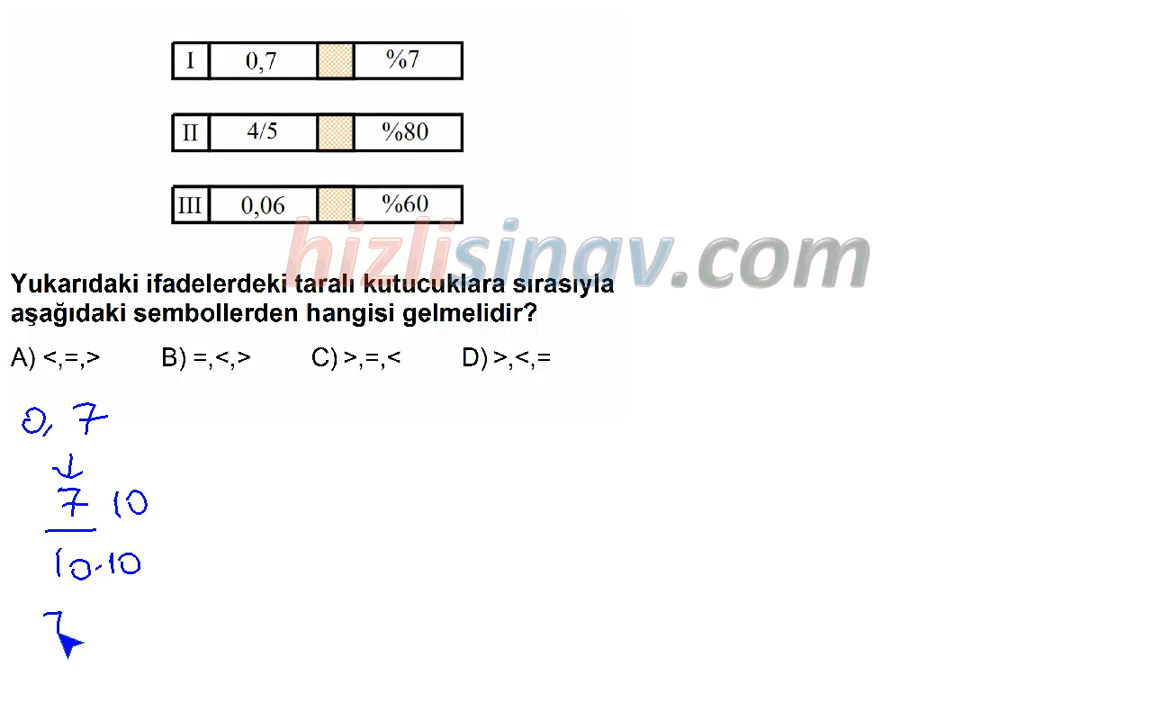 I 0,7 %7
II 4/5 %80
III 0,06 %60
hizlisinav.com
Yukarıdaki ifadelerdeki taralı kutucuklara sırasıyla
aşağıdaki sembollerden hangisi gelmelidir?
A) <,=,> B) =,<,> C) >,=,< D) >,<,=
0, 7
↓
7 10
10·10
7